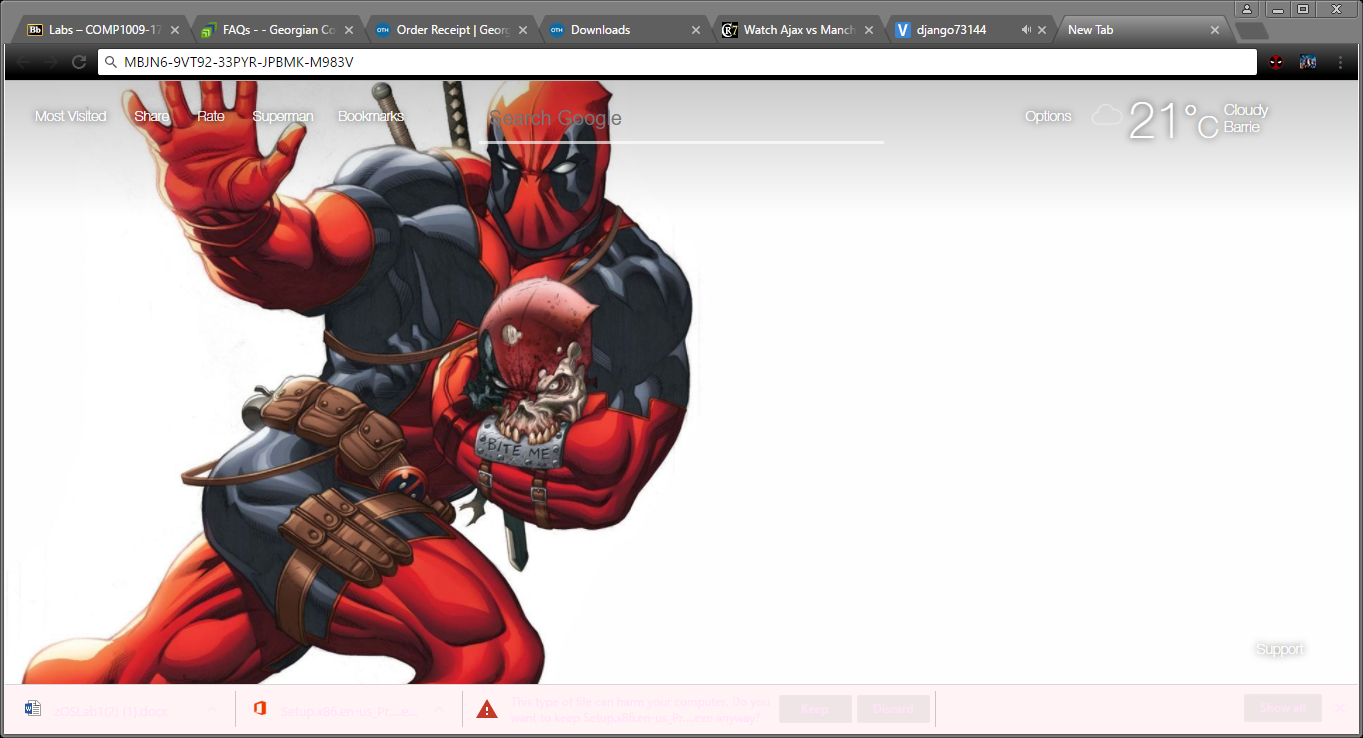 Labs – COMP1009-17
FAQs - - Georgian Co
Order Receipt | Georg
Downloads
Watch Ajax vs Manch
django73144
New Tab
MBJN6-9VT92-33PYR-JPBMK-M983V
Most Visited
Share
Rate
Superman
Bookmarks
Search Google
Options
21°C
Cloudy
Barrie
BITE ME
Support
zOSLab1(2) (1).docx
Setup.x86.en-us_Pr....e...
This type of file can harm your computer. Do you
want to keep Setup.x86.en-us_Pr....exe anyway?
Keep
Discard
Show all